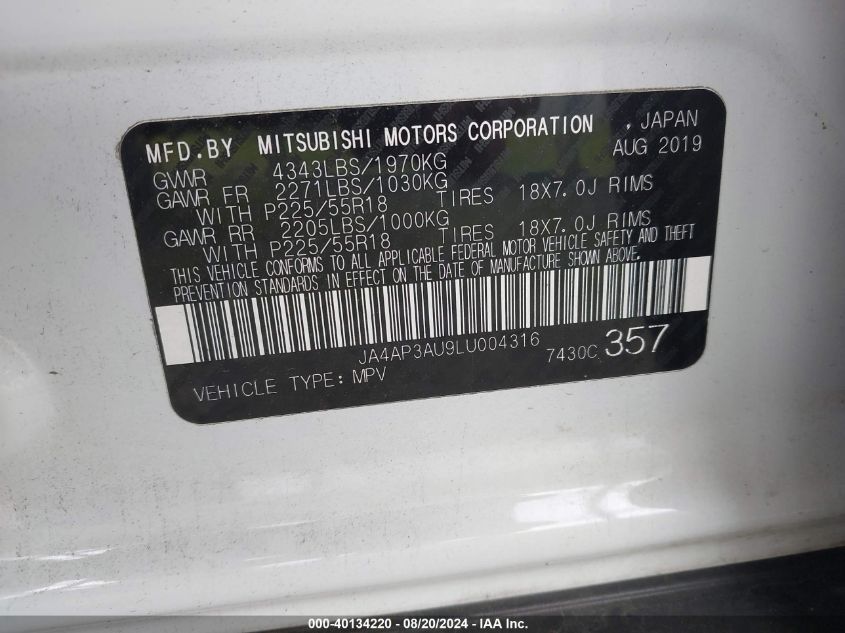 MFD.BY MITSUBISHI MOTORS CORPORATION , JAPAN
AUG 2019
GVWR 4343LBS/1970KG
GAWR FR 2271LBS/1030KG
WITH P225/55R18 TIRES 18X7.0J RIMS
GAWR RR 2205LBS/1000KG
WITH P225/55R18 TIRES 18X7.0J RIMS
THIS VEHICLE CONFORMS TO ALL APPLICABLE FEDERAL MOTOR VEHICLE SAFETY AND THEFT
PREVENTION STANDARDS IN EFFECT ON THE DATE OF MANUFACTURE SHOWN ABOVE.
JA4AP3AU9LU004316
7430C 357
VEHICLE TYPE: MPV
000-40134220 - 08/20/2024 - IAA Inc.